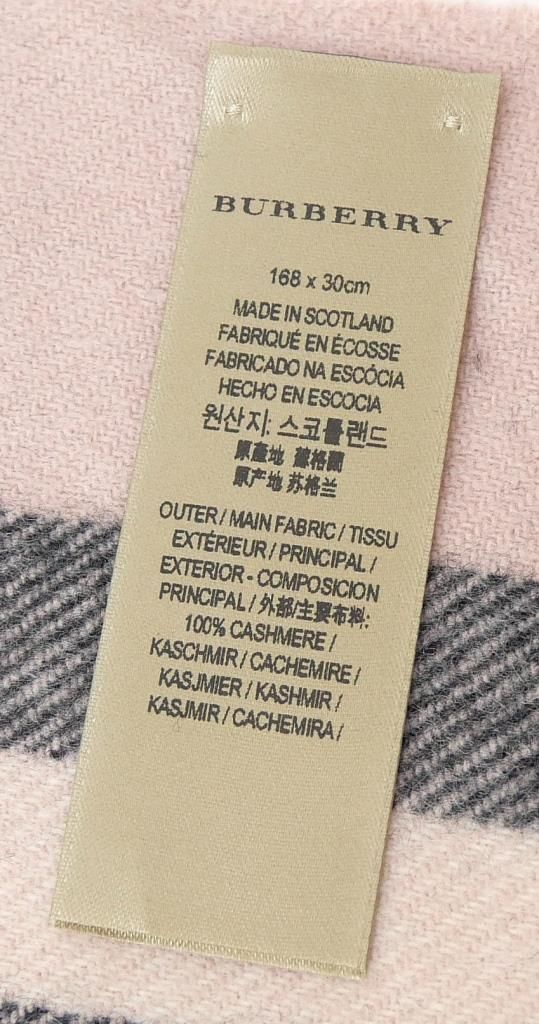 BURBERRY
168 x 30cm
MADE IN SCOTLAND
FABRIQUÉ EN ÉCOSSE
FABRICADO NA ESCÓCIA
HECHO EN ESCOCIA
원산지: 스코틀랜드
原產地 蘇格蘭
原产地 苏格兰
OUTER / MAIN FABRIC / TISSU
EXTÉRIEUR / PRINCIPAL /
EXTERIOR - COMPOSICION
PRINCIPAL / 外部/主要布料:
100% CASHMERE /
KASCHMIR / CACHEMIRE /
KASJMIER / KASHMIR /
KASJMIR / CACHEMIRA /